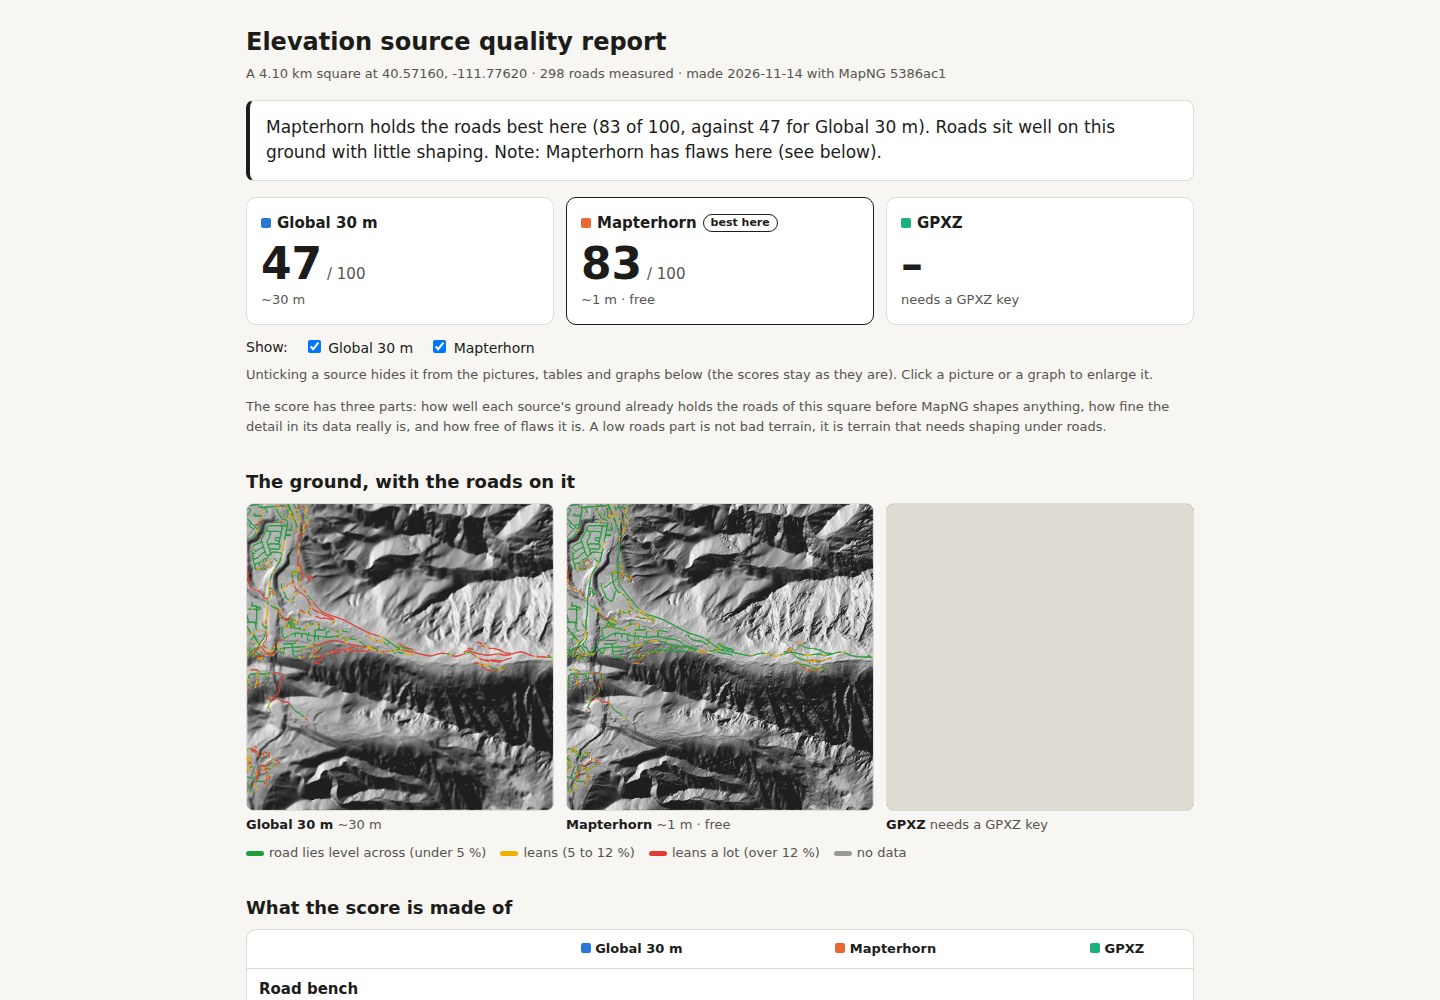 Elevation source quality report
A 4.10 km square at 40.57160, -111.77620 · 298 roads measured · made 2026-11-14 with MapNG 5386ac1
Mapterhorn holds the roads best here (83 of 100, against 47 for Global 30 m). Roads sit well on this
ground with little shaping. Note: Mapterhorn has flaws here (see below).
Global 30 m
47 / 100
~30 m
Mapterhorn best here
83 / 100
~1 m · free
GPXZ
–
needs a GPXZ key
Show: Global 30 m Mapterhorn
Unticking a source hides it from the pictures, tables and graphs below (the scores stay as they are). Click a picture or a graph to enlarge it.
The score has three parts: how well each source's ground already holds the roads of this square before MapNG shapes anything, how fine the
detail in its data really is, and how free of flaws it is. A low roads part is not bad terrain, it is terrain that needs shaping under roads.
The ground, with the roads on it
Global 30 m ~30 m
Mapterhorn ~1 m · free
GPXZ needs a GPXZ key
road lies level across (under 5 %) leans (5 to 12 %) leans a lot (over 12 %) no data
What the score is made of
Global 30 m Mapterhorn GPXZ
Road bench